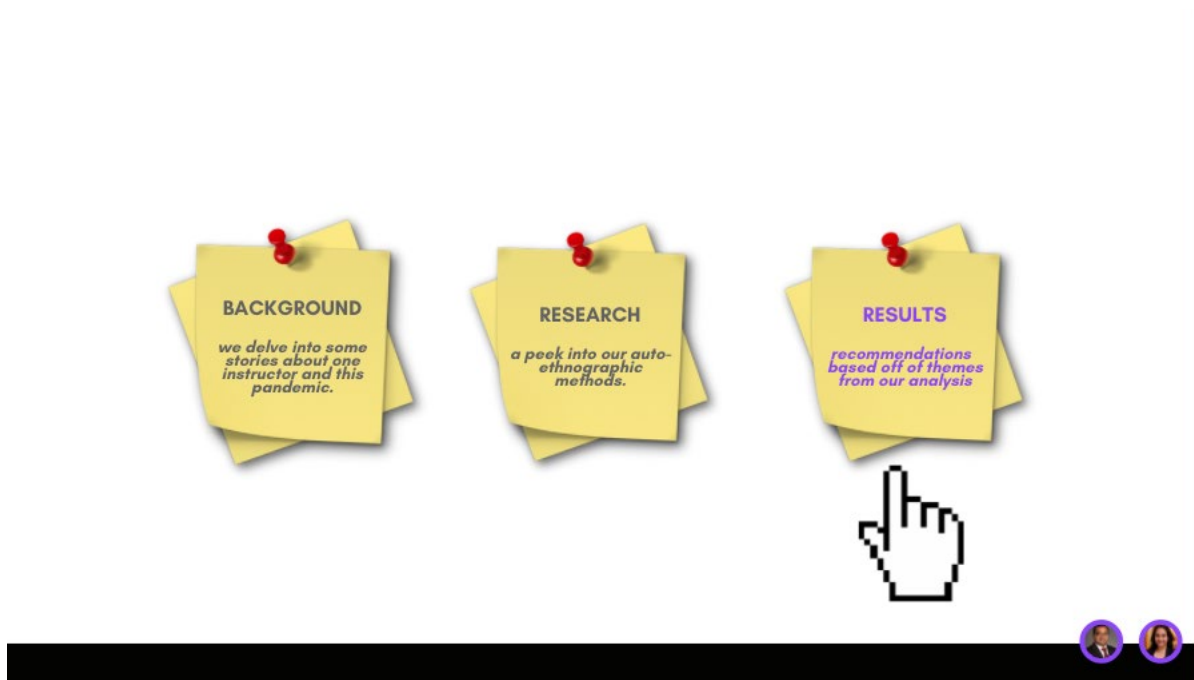 BACKGROUND
we delve into some
stories about one
instructor and this
pandemic.
RESEARCH
a peek into our auto-
ethnographic
methods.
RESULTS
recommendations
based off of themes
from our analysis